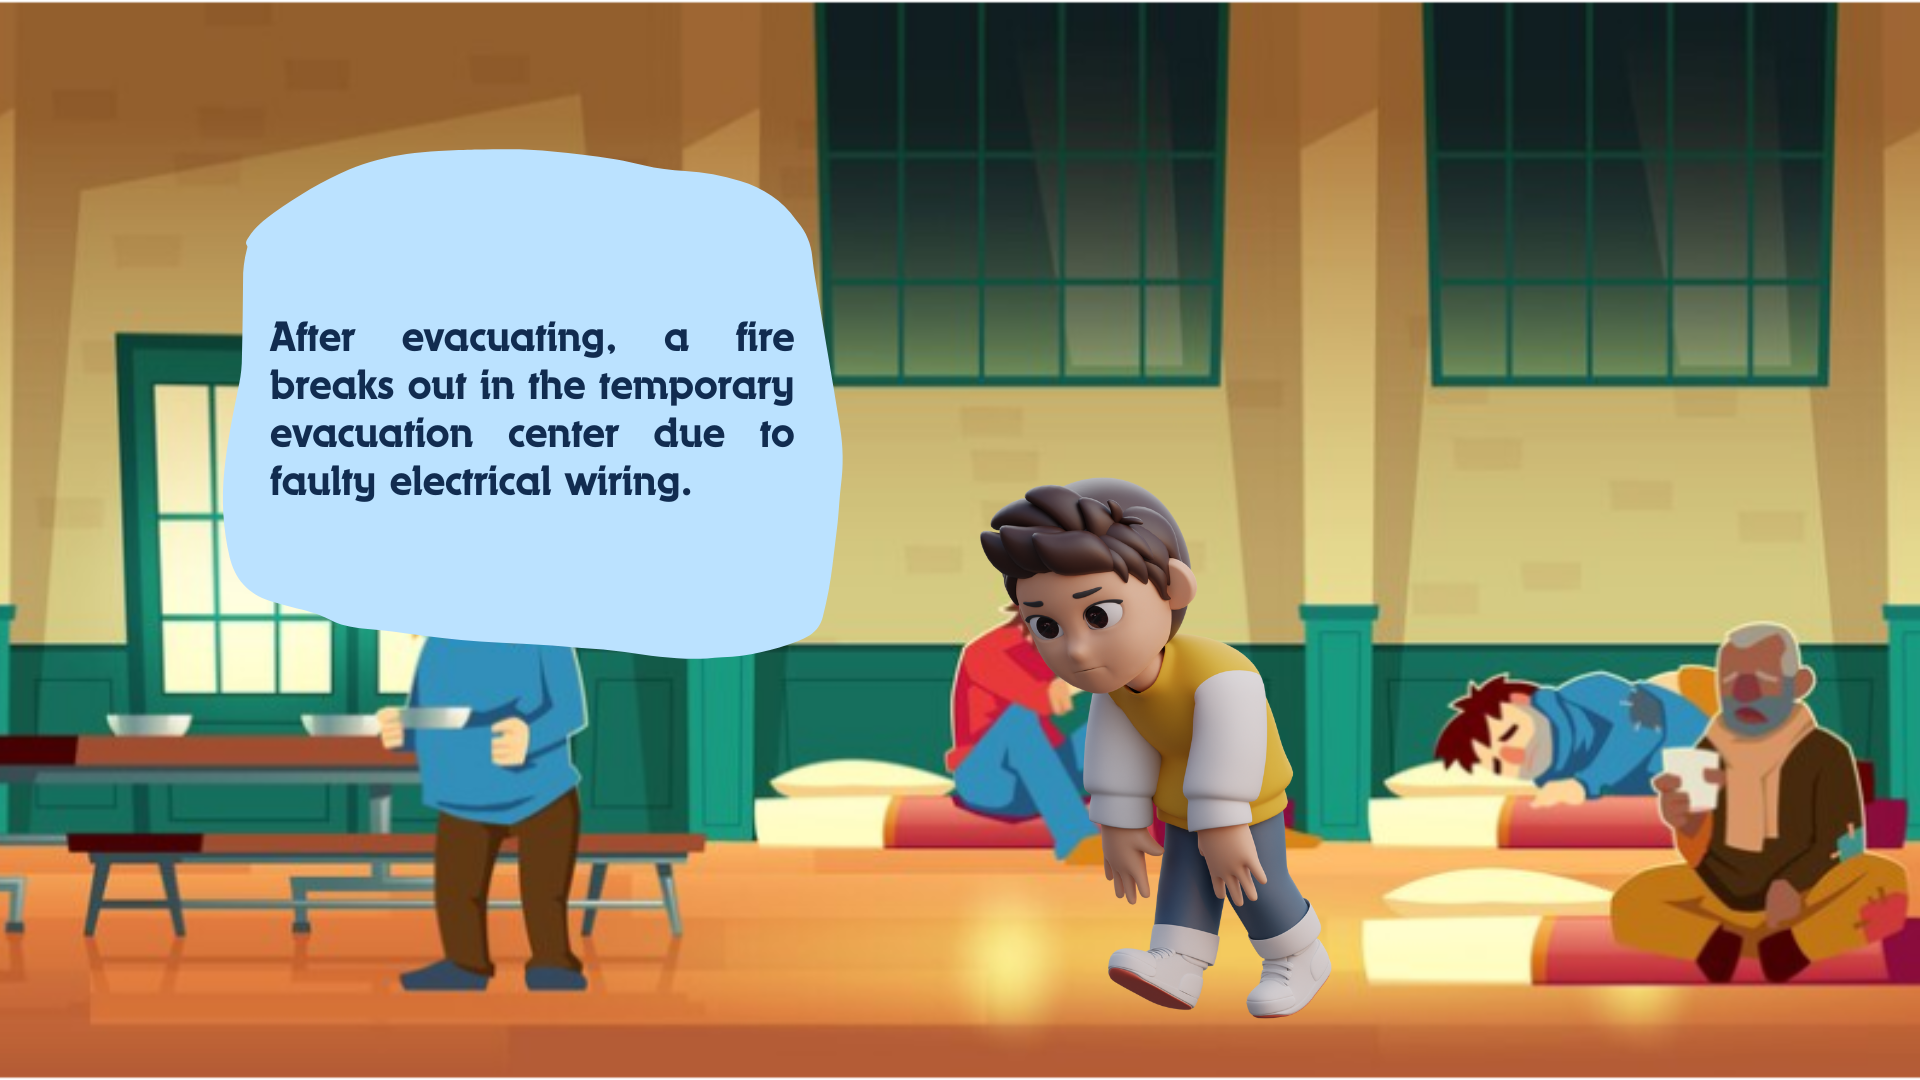 After evacuating, a fire
breaks out in the temporary
evacuation center due to
faulty electrical wiring.